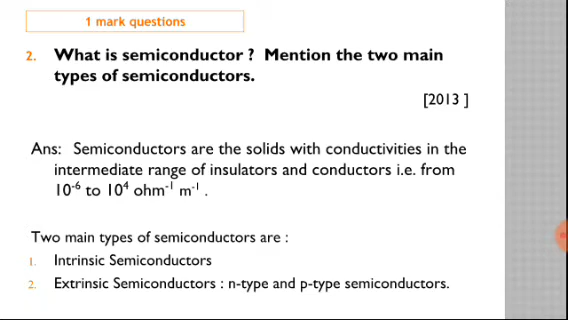 1 mark questions
2. What is semiconductor ? Mention the two main
types of semiconductors.
[2013 ]
Ans: Semiconductors are the solids with conductivities in the
intermediate range of insulators and conductors i.e. from
10⁻⁶ to 10⁴ ohm⁻¹ m⁻¹ .
Two main types of semiconductors are :
1. Intrinsic Semiconductors
2. Extrinsic Semiconductors : n-type and p-type semiconductors.